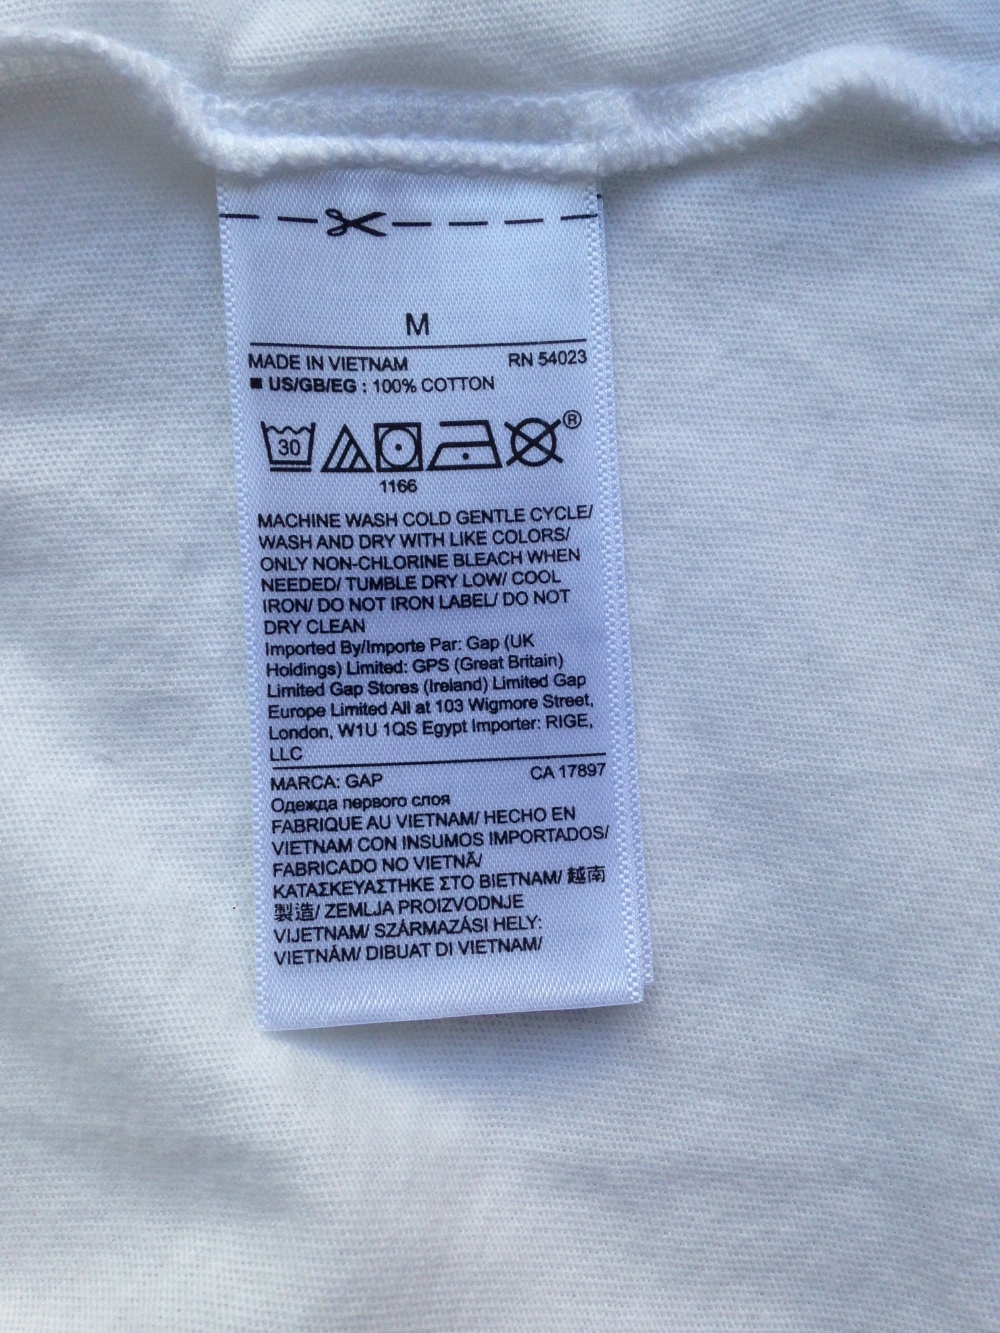 M
MADE IN VIETNAM RN 54023
■ US/GB/EG : 100% COTTON
30 ®
1166
MACHINE WASH COLD GENTLE CYCLE/
WASH AND DRY WITH LIKE COLORS/
ONLY NON-CHLORINE BLEACH WHEN
NEEDED/ TUMBLE DRY LOW/ COOL
IRON/ DO NOT IRON LABEL/ DO NOT
DRY CLEAN
Imported By/Importe Par: Gap (UK
Holdings) Limited: GPS (Great Britain)
Limited Gap Stores (Ireland) Limited Gap
Europe Limited All at 103 Wigmore Street,
London, W1U 1QS Egypt Importer: RIGE,
LLC
MARCA: GAP CA 17897
Одежда первого слоя
FABRIQUE AU VIETNAM/ HECHO EN
VIETNAM CON INSUMOS IMPORTADOS/
FABRICADO NO VIETNÃ/
ΚΑΤΑΣΚΕΥΑΣΤΗΚΕ ΣΤΟ ΒΙΕΤΝΑΜ/ 越南
製造/ ZEMLJA PROIZVODNJE
VIJETNAM/ SZÁRMAZÁSI HELY:
VIETNÁM/ DIBUAT DI VIETNAM/